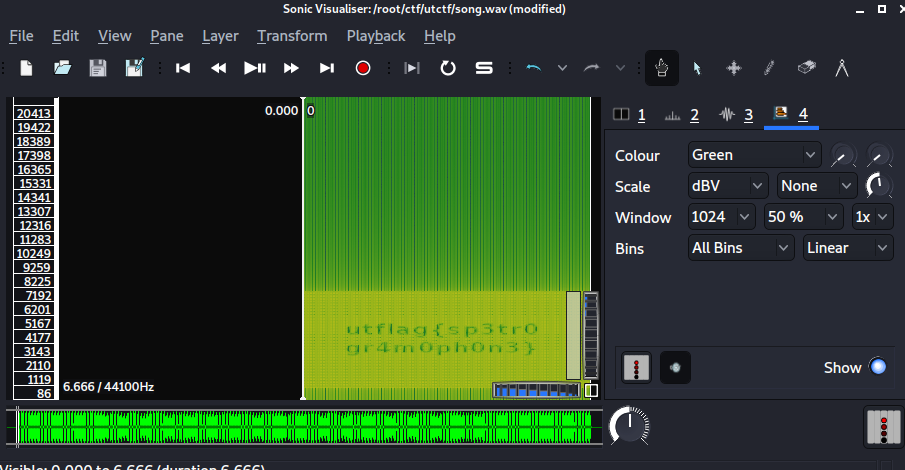 Sonic Visualiser: /root/ctf/utctf/song.wav (modified)
File Edit View Pane Layer Transform Playback Help
20413
19422
18389
17398
16365
15331
14341
13307
12316
11283
10249
9259
8225
7192
6201
5167
4177
3143
2110
1119
86
0.000 0
utflag{sp3tr0
gr4m0ph0n3}
6.666 / 44100Hz
1 2 3 4
Colour Green
Scale dBV None
Window 1024 50 % 1x
Bins All Bins Linear
Show
Visible: 0.000 to 6.666 (duration 6.666)